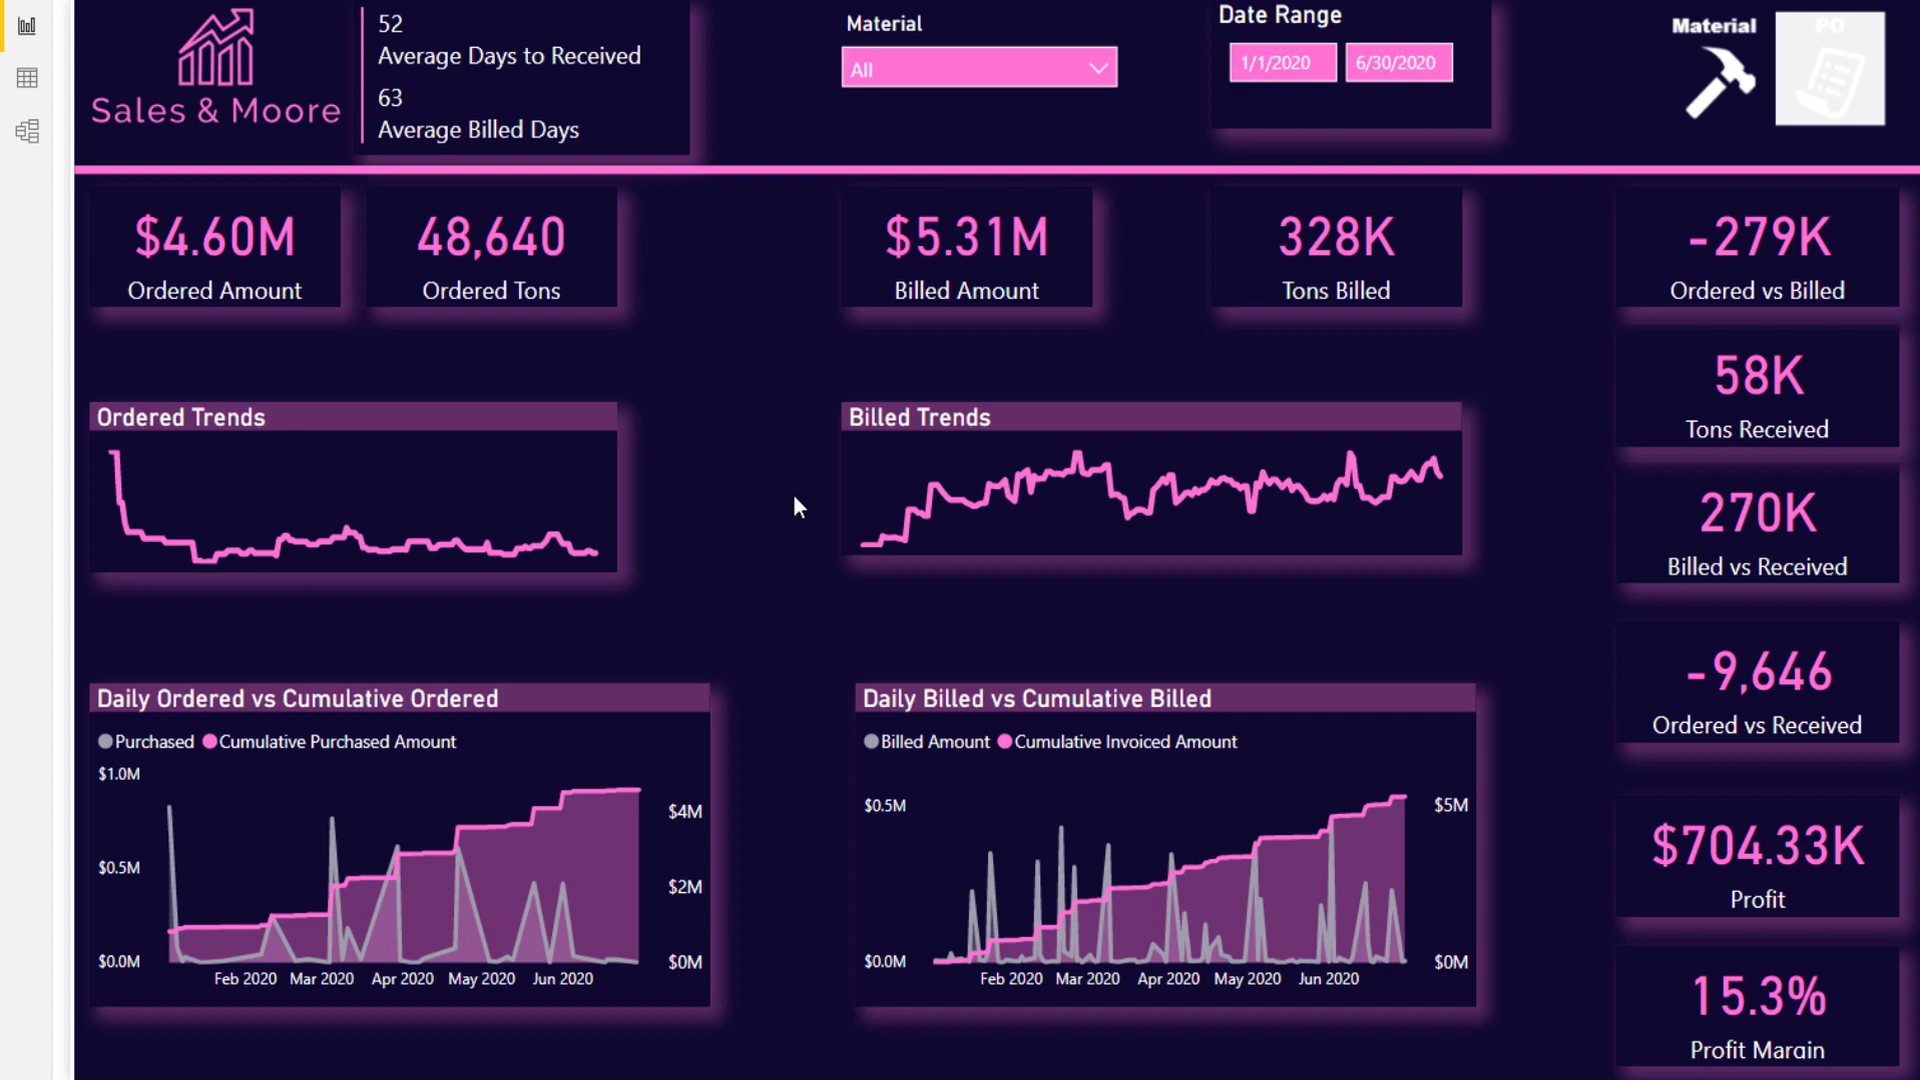 Sales & Moore
52
Average Days to Received
63
Average Billed Days
Material
All
Date Range
1/1/2020
6/30/2020
Material
PO
$4.60M
Ordered Amount
48,640
Ordered Tons
$5.31M
Billed Amount
328K
Tons Billed
-279K
Ordered vs Billed
58K
Tons Received
270K
Billed vs Received
-9,646
Ordered vs Received
$704.33K
Profit
15.3%
Profit Margin
Ordered Trends
Billed Trends
Daily Ordered vs Cumulative Ordered
Purchased Cumulative Purchased Amount
$1.0M
$0.5M
$0.0M
$4M
$2M
$0M
Feb 2020 Mar 2020 Apr 2020 May 2020 Jun 2020
Daily Billed vs Cumulative Billed
Billed Amount Cumulative Invoiced Amount
$0.5M
$0.0M
$5M
$0M
Feb 2020 Mar 2020 Apr 2020 May 2020 Jun 2020